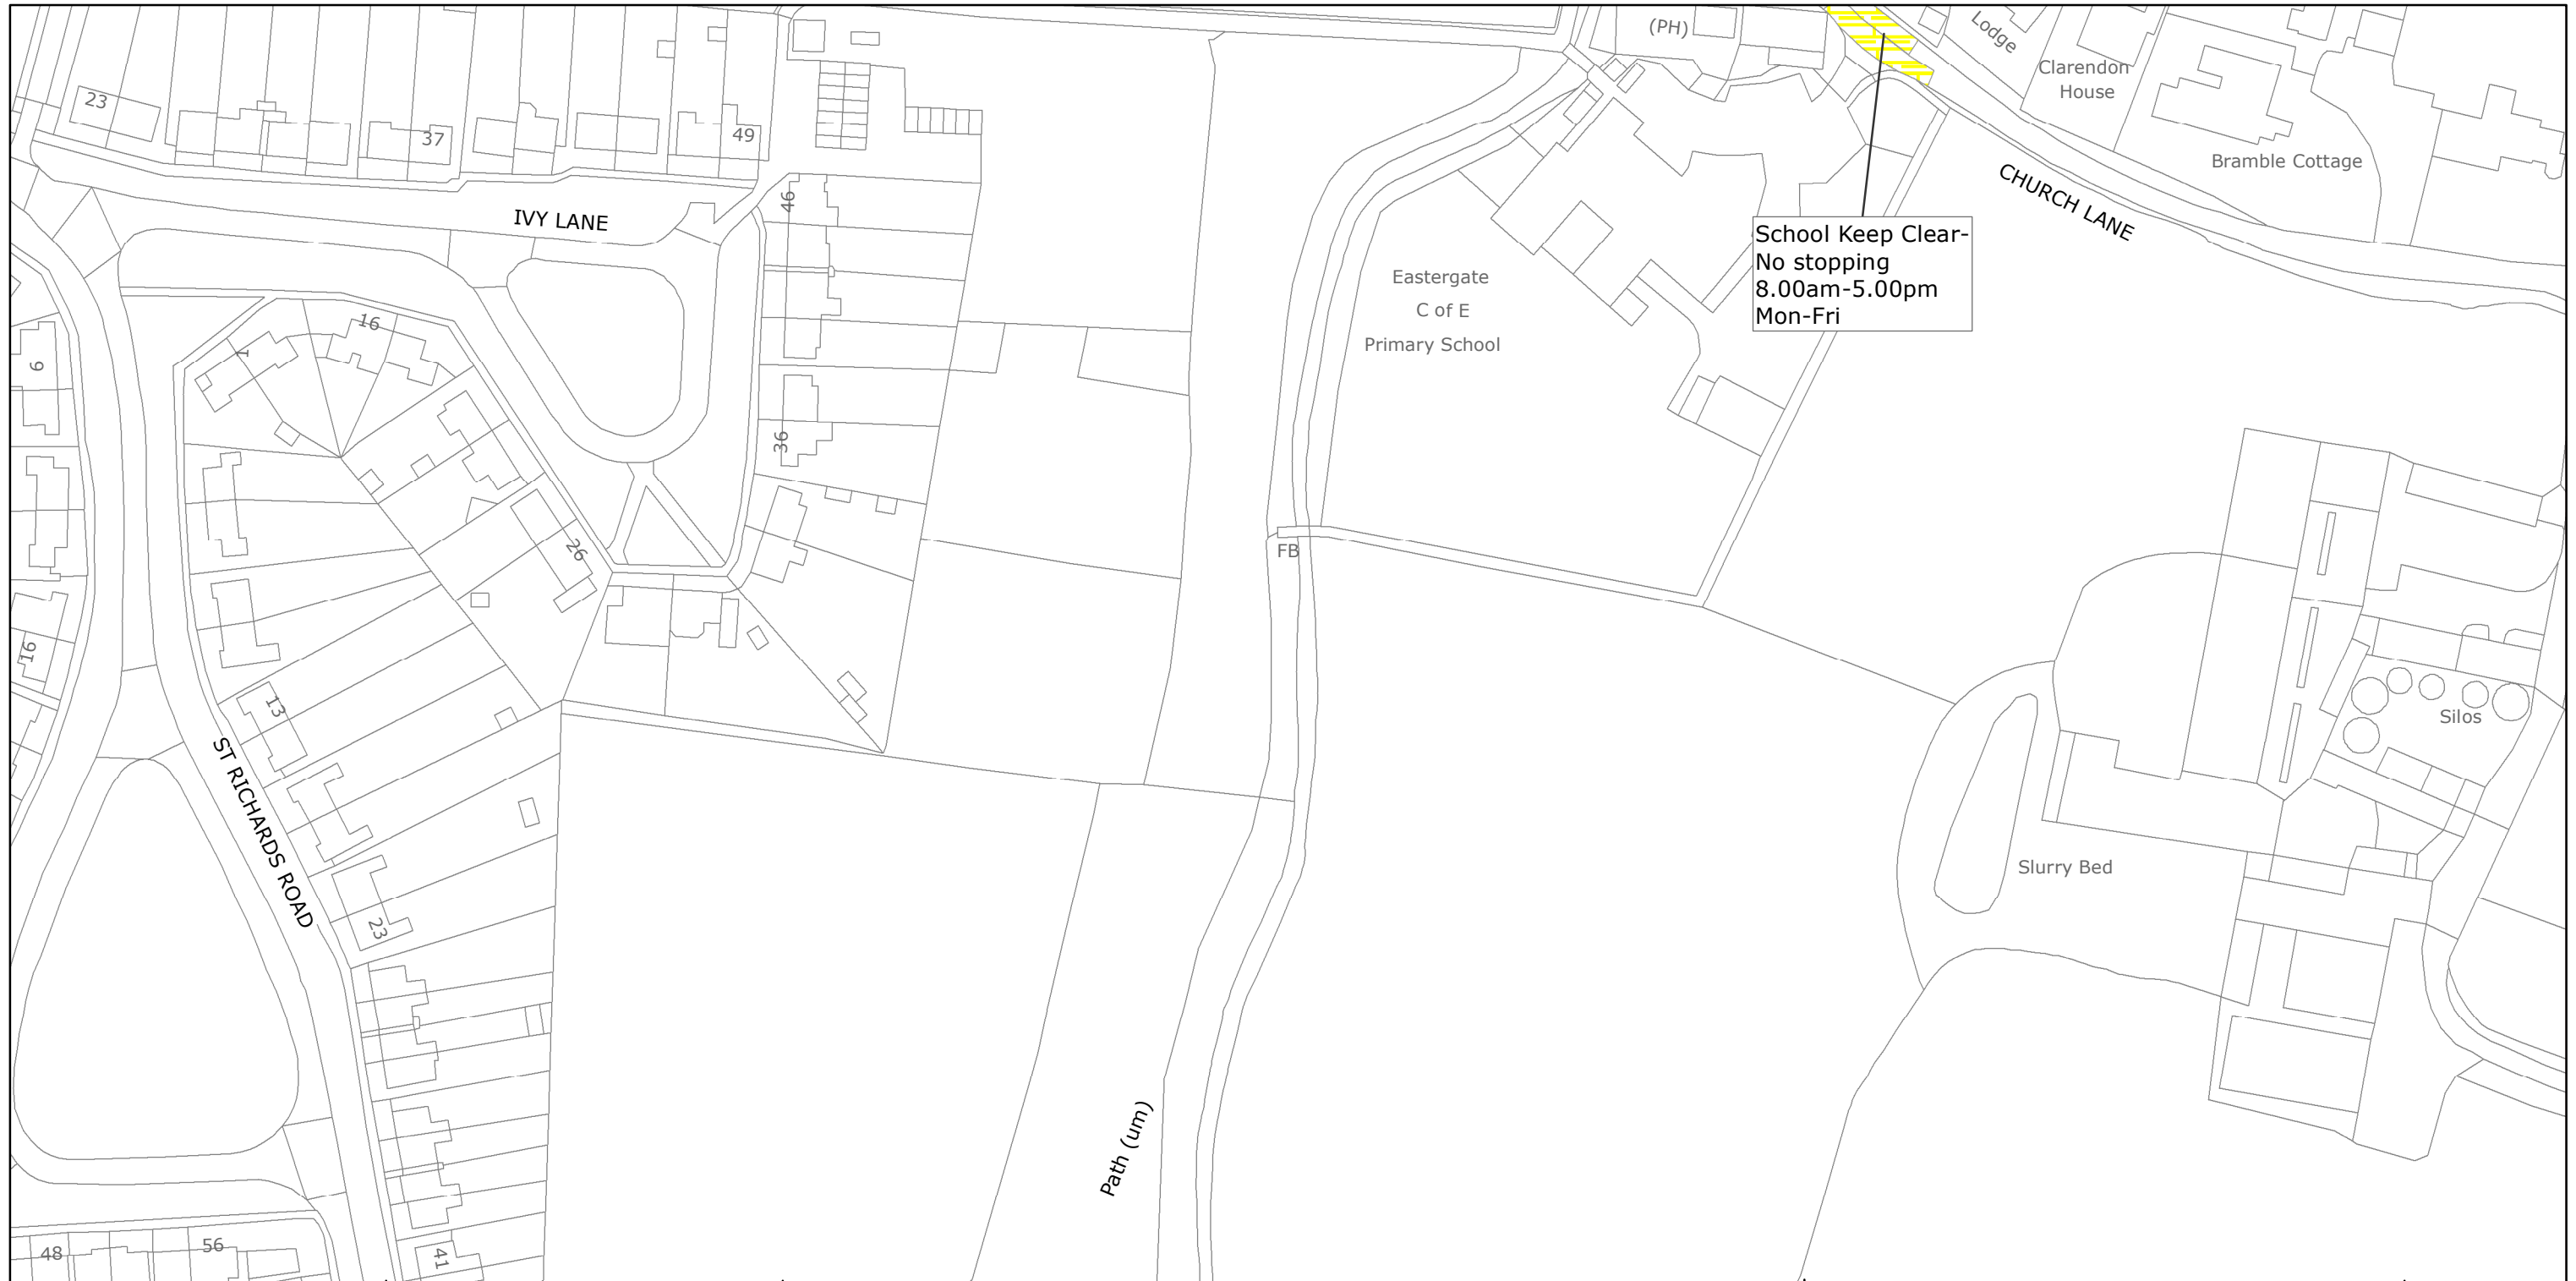 (PH)
Lodge
Clarendon
House
Bramble Cottage
23
37
49
46
IVY LANE
CHURCH LANE
School Keep Clear-
No stopping
8.00am-5.00pm
Mon-Fri
Eastergate
C of E
Primary School
16
1
6
36
26
FB
16
13
Silos
ST RICHARDS ROAD
Slurry Bed
23
Path (um)
48
56
41